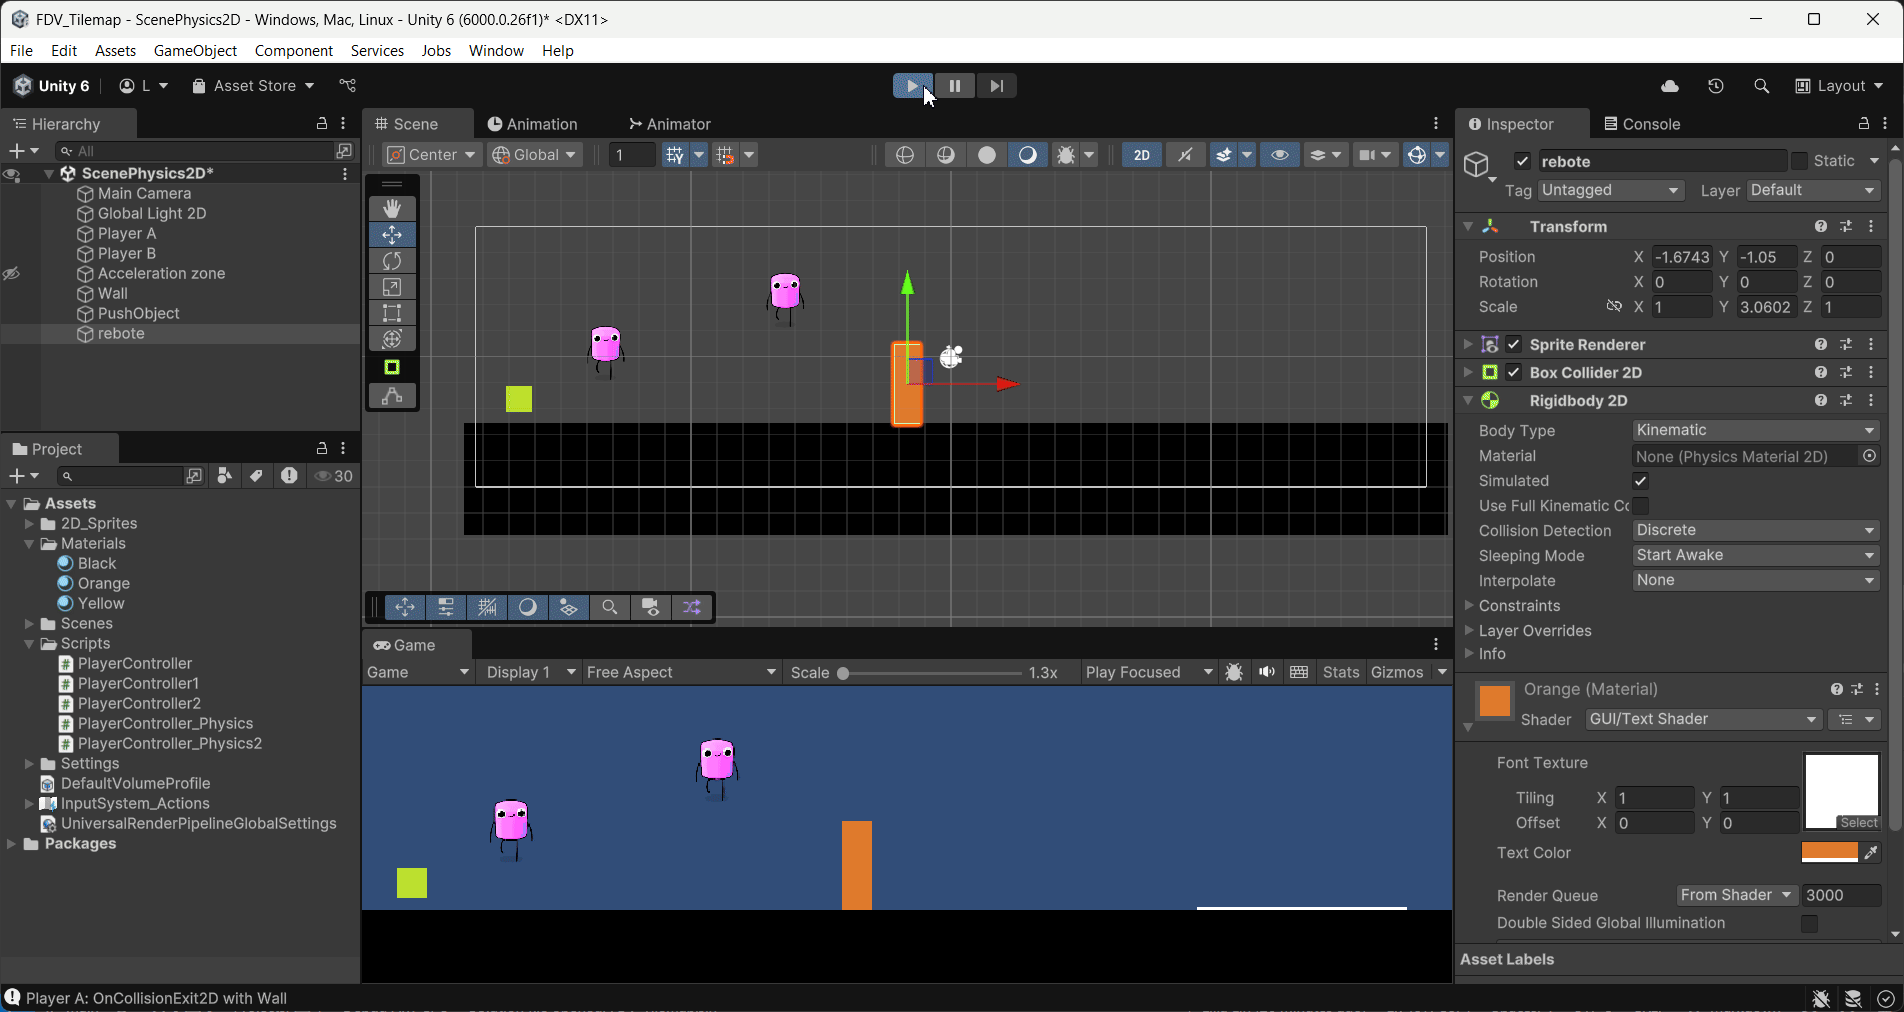 FDV_Tilemap - ScenePhysics2D - Windows, Mac, Linux - Unity 6 (6000.0.26f1)* <DX11>
File Edit Assets GameObject Component Services Jobs Window Help
Unity 6 L Asset Store Layout
Hierarchy
All
ScenePhysics2D*
Main Camera
Global Light 2D
Player A
Player B
Acceleration zone
Wall
PushObject
rebote
Project
30
Assets
2D_Sprites
Materials
Black
Orange
Yellow
Scenes
Scripts
PlayerController
PlayerController1
PlayerController2
PlayerController_Physics
PlayerController_Physics2
Settings
DefaultVolumeProfile
InputSystem_Actions
UniversalRenderPipelineGlobalSettings
Packages
Scene Animation Animator
Center Global 1 2D
Game
Game Display 1 Free Aspect Scale 1.3x Play Focused Stats Gizmos
Inspector Console
rebote Static
Tag Untagged Layer Default
Transform
Position X -1.6743 Y -1.05 Z 0
Rotation X 0 Y 0 Z 0
Scale X 1 Y 3.0602 Z 1
Sprite Renderer
Box Collider 2D
Rigidbody 2D
Body Type Kinematic
Material None (Physics Material 2D)
Simulated
Use Full Kinematic Co
Collision Detection Discrete
Sleeping Mode Start Awake
Interpolate None
Constraints
Layer Overrides
Info
Orange (Material)
Shader GUI/Text Shader
Font Texture
Tiling X 1 Y 1
Offset X 0 Y 0
Select
Text Color
Render Queue From Shader 3000
Double Sided Global Illumination
Asset Labels
Player A: OnCollisionExit2D with Wall